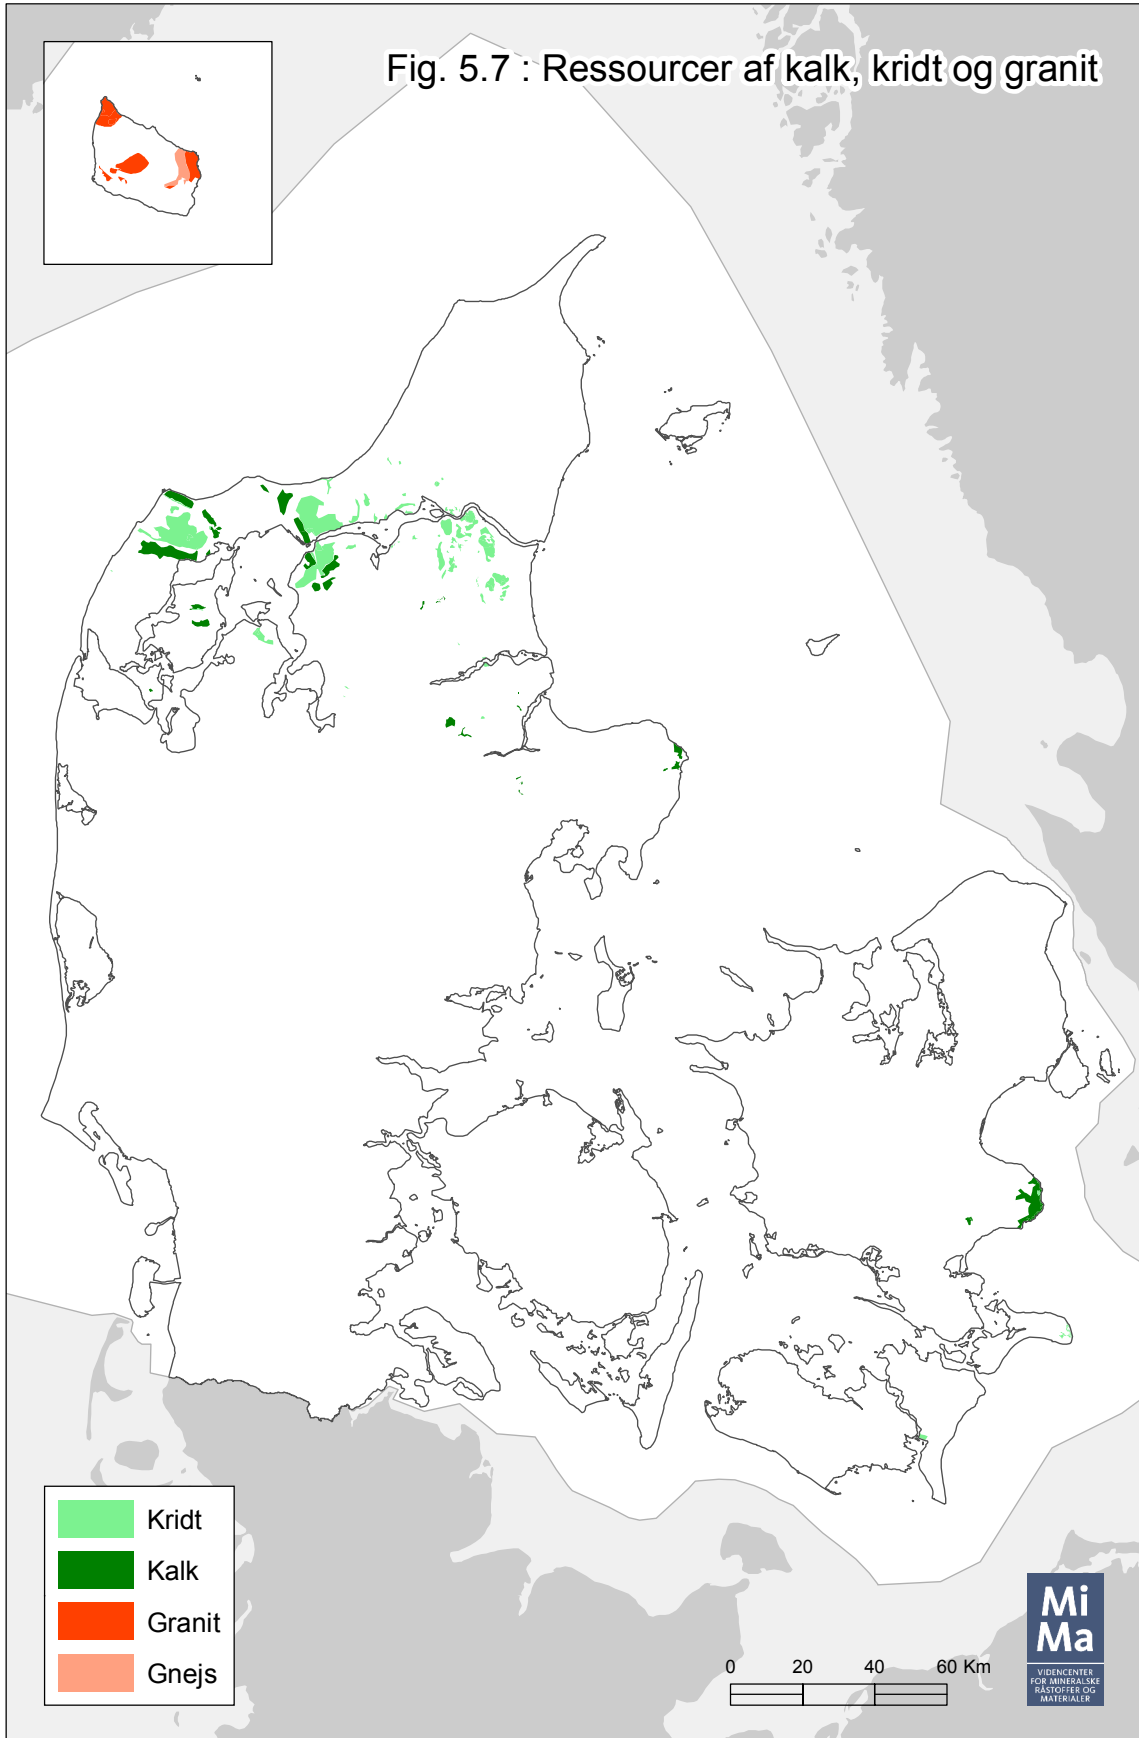 Fig. 5.7 : Ressourcer af kalk, kridt og granit
Kridt
Kalk
Granit
Gnejs
0 20 40 60 Km
Mi
Ma
VIDENCENTER
FOR MINERALSKE
RÅSTOFFER OG
MATERIALER